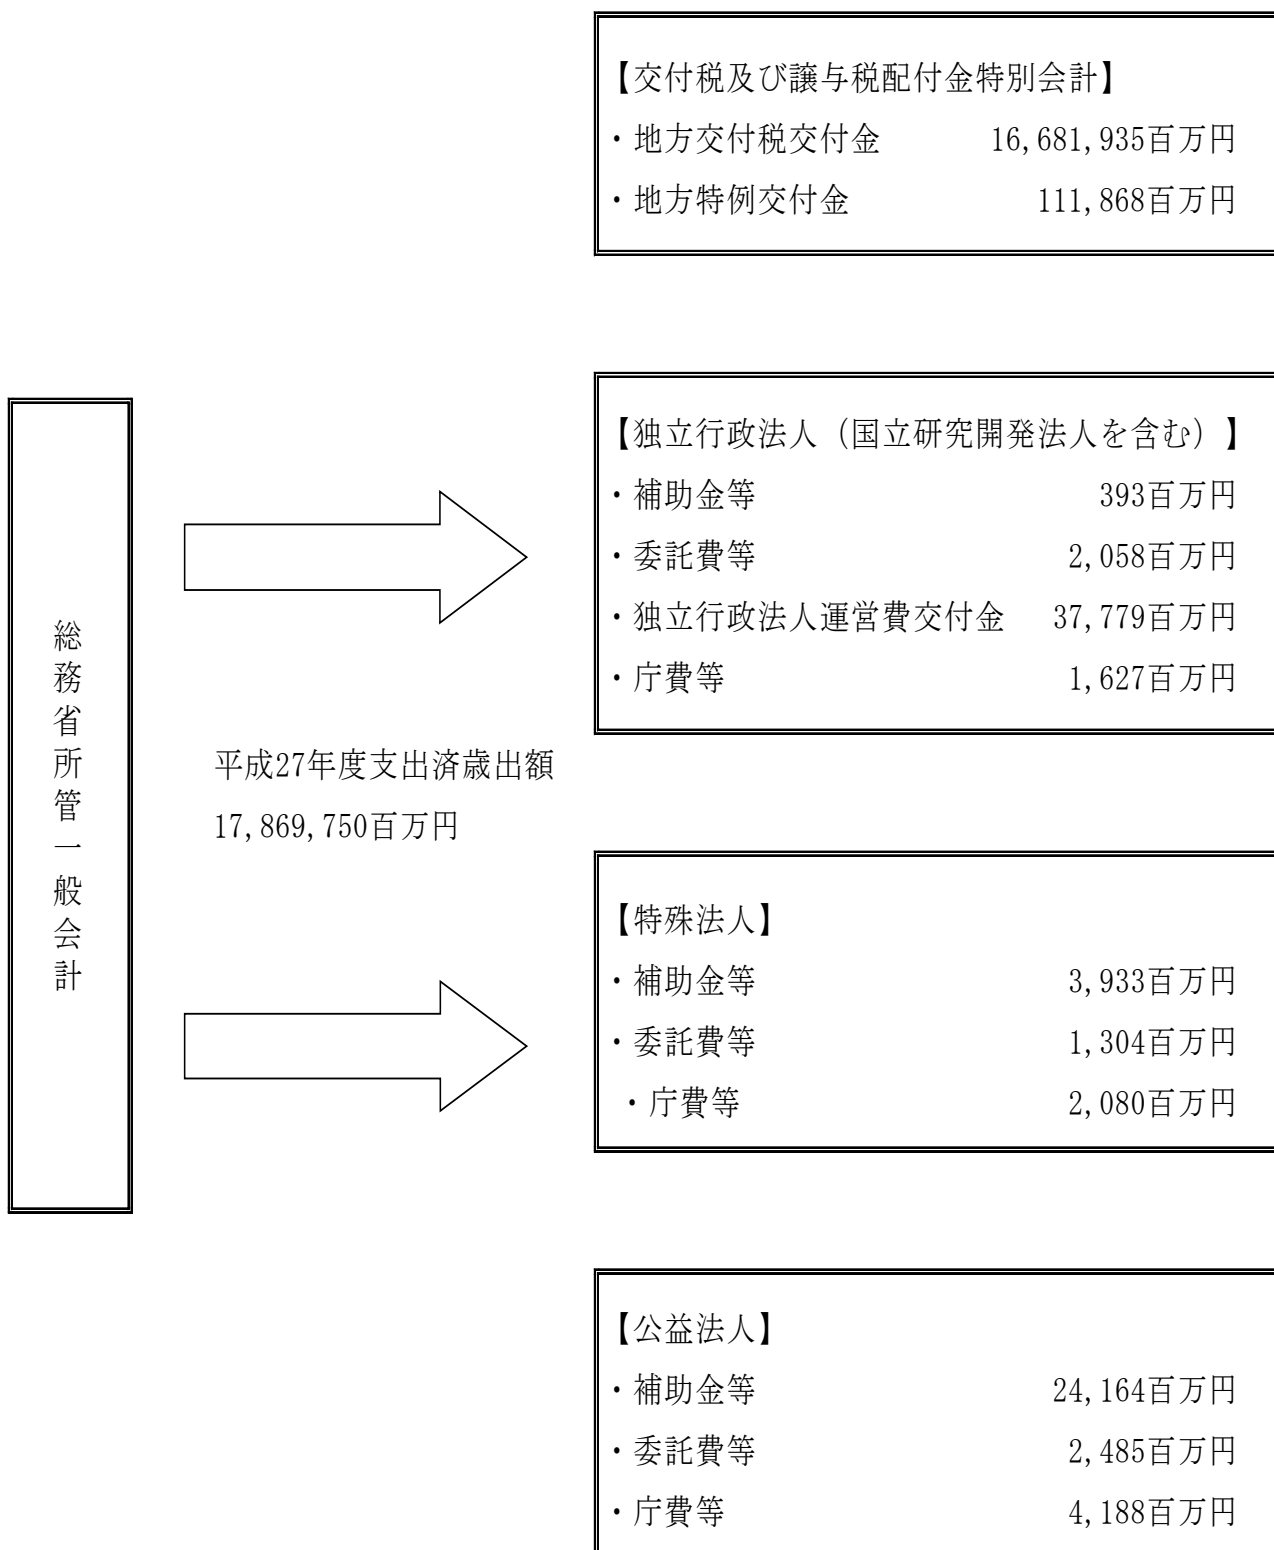 【交付税及び譲与税配付金特別会計】
・地方交付税交付金 16,681,935百万円
・地方特例交付金 111,868百万円
【独立行政法人（国立研究開発法人を含む）】
・補助金等 393百万円
・委託費等 2,058百万円
・独立行政法人運営費交付金 37,779百万円
・庁費等 1,627百万円
総務省所管一般会計
平成27年度支出済歳出額
17,869,750百万円
【特殊法人】
・補助金等 3,933百万円
・委託費等 1,304百万円
・庁費等 2,080百万円
【公益法人】
・補助金等 24,164百万円
・委託費等 2,485百万円
・庁費等 4,188百万円